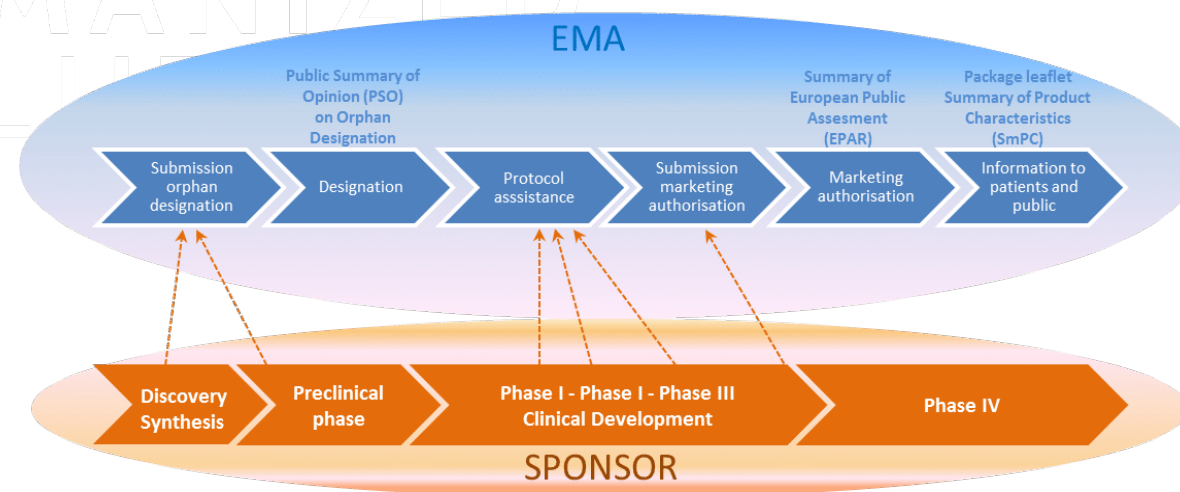 EMA
Public Summary of
Opinion (PSO)
on Orphan
Designation
Summary of
European Public
Assesment
(EPAR)
Package leaflet
Summary of Product
Characteristics
(SmPC)
Submission
orphan
designation
Designation
Protocol
asssistance
Submission
marketing
authorisation
Marketing
authorisation
Information to
patients and
public
Discovery
Synthesis
Preclinical
phase
Phase I - Phase I - Phase III
Clinical Development
Phase IV
SPONSOR